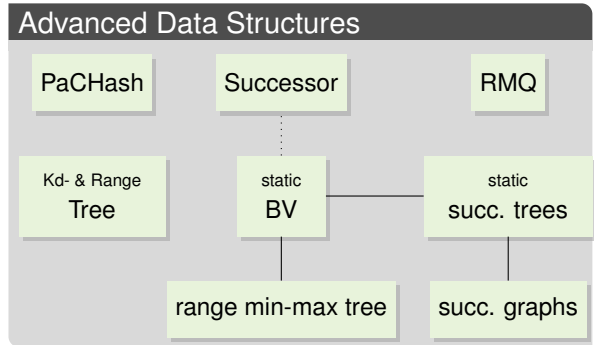 Advanced Data Structures
PaCHash
Successor
RMQ
Kd- & Range
Tree
static
BV
static
succ. trees
range min-max tree
succ. graphs